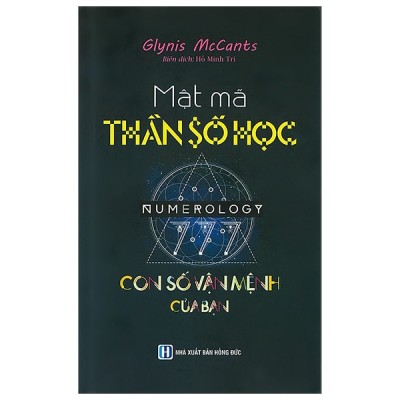 Glynis McCants
Biên dịch: Hồ Minh Trí
Mật mã
THẦN SỐ HỌC
NUMEROLOGY
777
CON SỐ VẬN MỆNH
CỦA BẠN
H
NHÀ XUẤT BẢN HỒNG ĐỨC